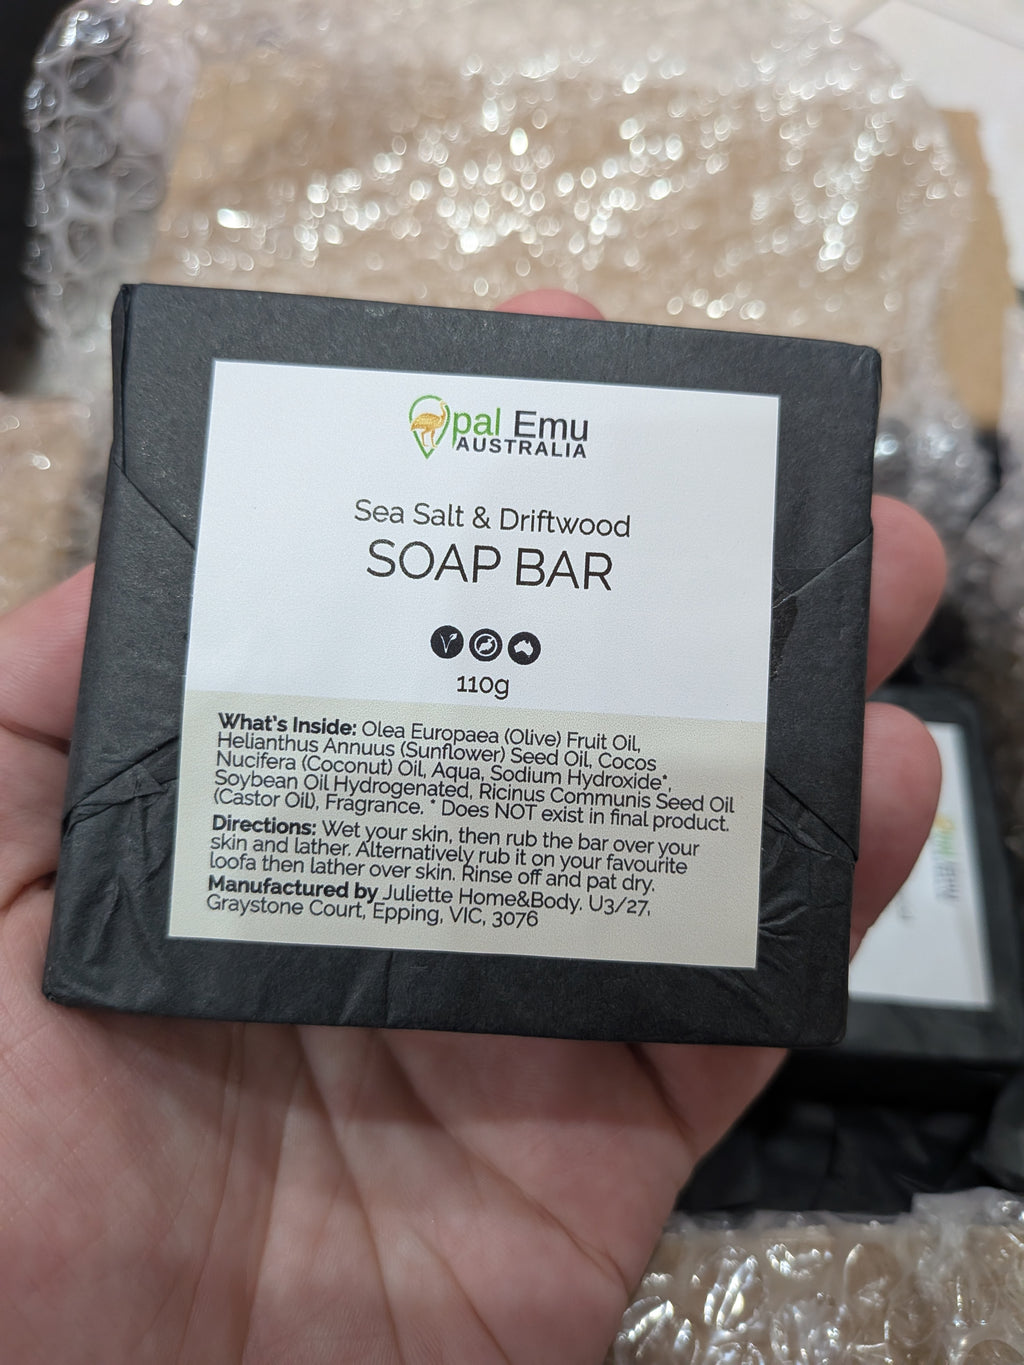 Opal Emu
AUSTRALIA
Sea Salt & Driftwood
SOAP BAR
110g
What's Inside: Olea Europaea (Olive) Fruit Oil,
Helianthus Annuus (Sunflower) Seed Oil, Cocos
Nucifera (Coconut) Oil, Aqua, Sodium Hydroxide*,
Soybean Oil Hydrogenated, Ricinus Communis Seed Oil
(Castor Oil), Fragrance. * Does NOT exist in final product.
Directions: Wet your skin, then rub the bar over your
skin and lather. Alternatively rub it on your favourite
loofa then lather over skin. Rinse off and pat dry.
Manufactured by Juliette Home&Body. U3/27,
Graystone Court, Epping, VIC, 3076